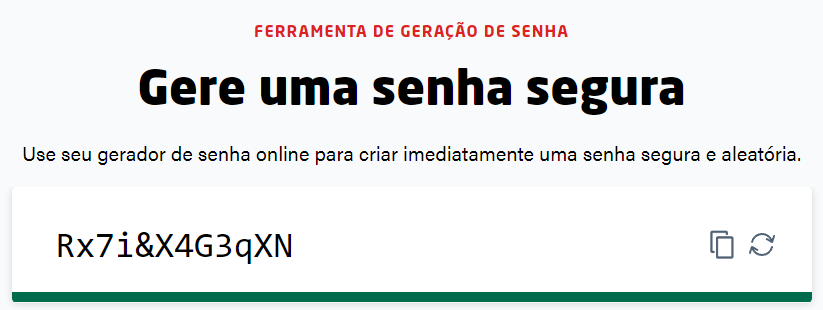 FERRAMENTA DE GERAÇÃO DE SENHA
Gere uma senha segura
Use seu gerador de senha online para criar imediatamente uma senha segura e aleatória.
Rx7i&X4G3qXN